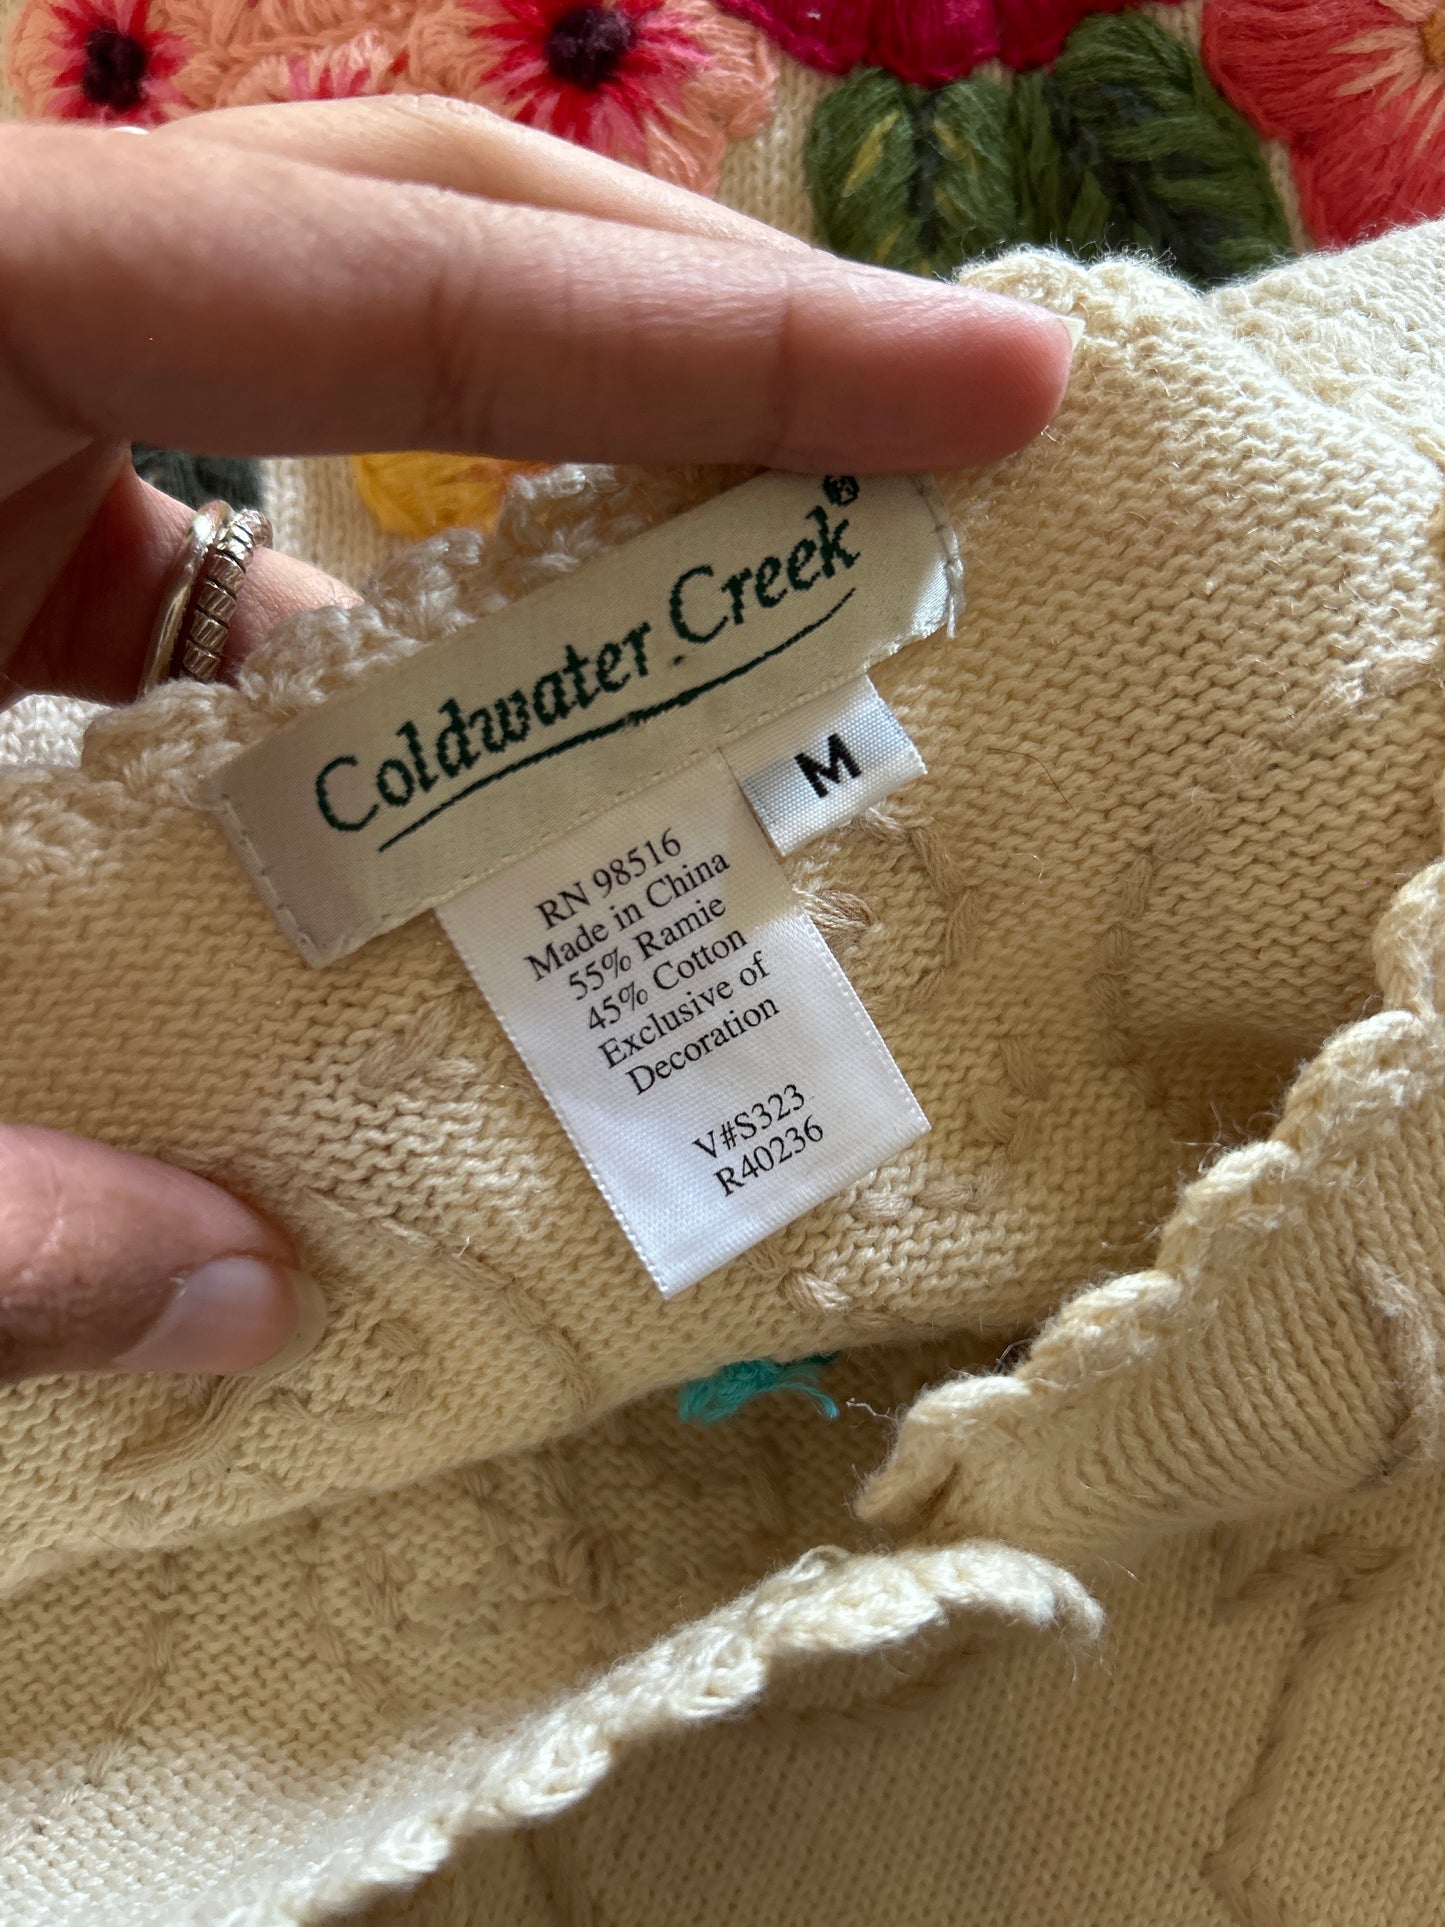 Coldwater Creek®
M
RN 98516
Made in China
55% Ramie
45% Cotton
Exclusive of
Decoration
V#S323
R40236